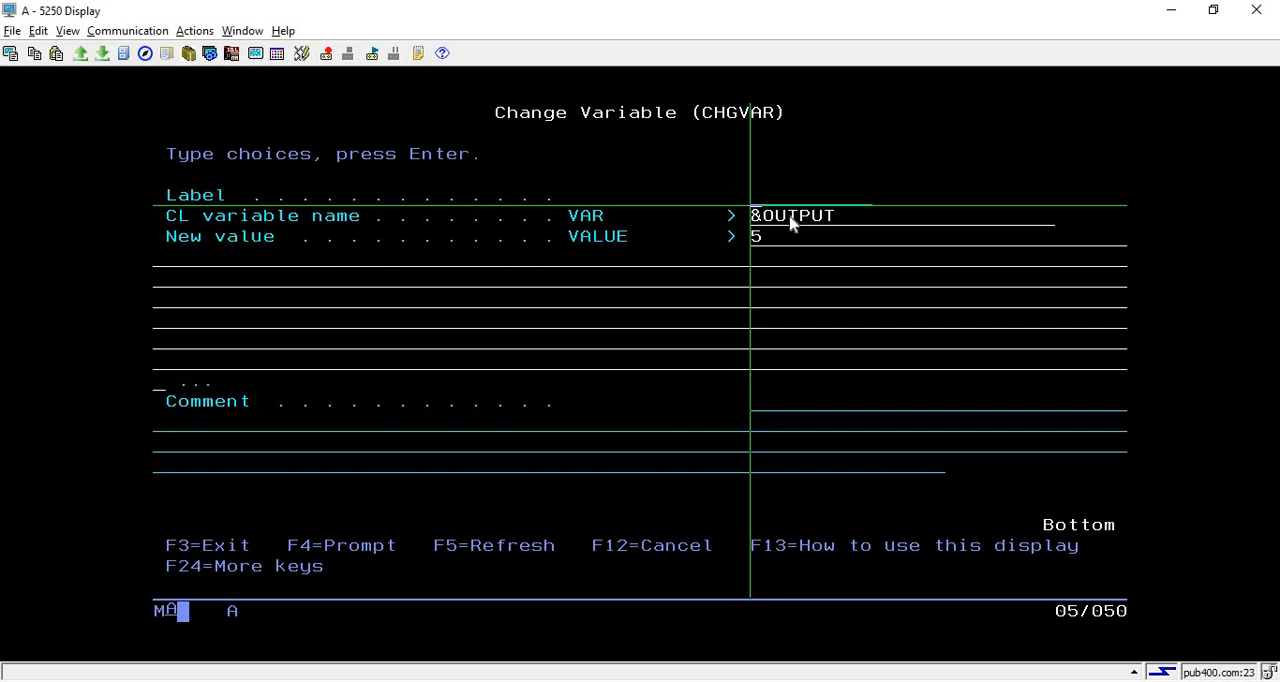 A - 5250 Display
File Edit View Communication Actions Window Help
Change Variable (CHGVAR)
Type choices, press Enter.
Label . . . . . . . . . . . . .
CL variable name . . . . . . . . VAR > &OUTPUT
New value . . . . . . . . . . . VALUE > 5
_ ...
Comment . . . . . . . . . . . .
Bottom
F3=Exit F4=Prompt F5=Refresh F12=Cancel F13=How to use this display
F24=More keys
MA A 05/050
pub400.com:23